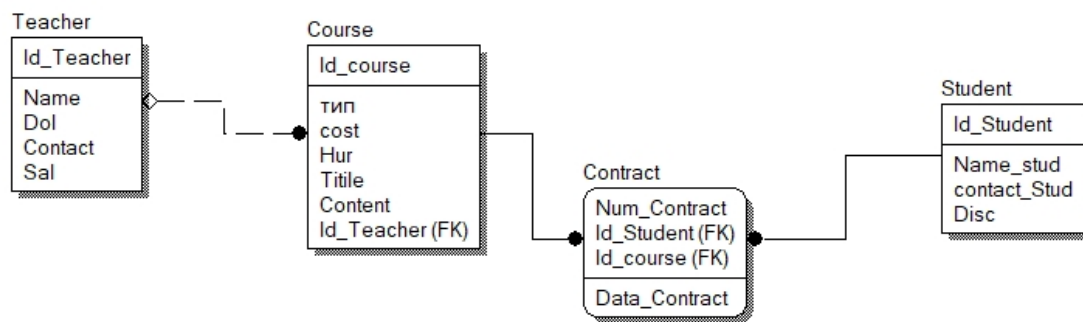 Teacher
Id_Teacher
Name
Dol
Contact
Sal
Course
Id_course
тип
cost
Hur
Titile
Content
Id_Teacher (FK)
Contract
Num_Contract
Id_Student (FK)
Id_course (FK)
Data_Contract
Student
Id_Student
Name_stud
contact_Stud
Disc